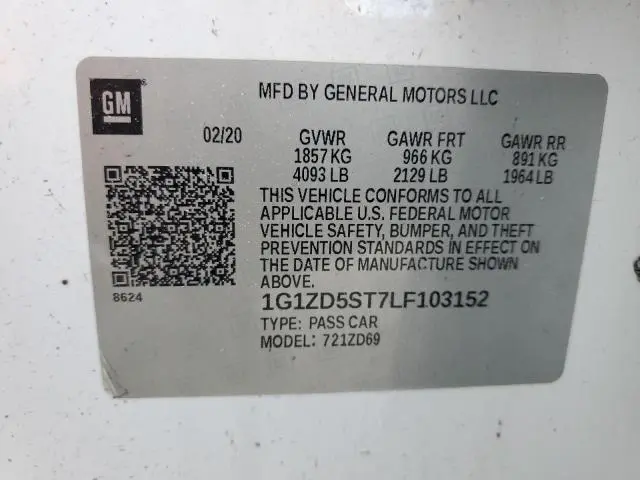 GM
MFD BY GENERAL MOTORS LLC
02/20 GVWR GAWR FRT GAWR RR
1857 KG 966 KG 891 KG
4093 LB 2129 LB 1964 LB
THIS VEHICLE CONFORMS TO ALL
APPLICABLE U.S. FEDERAL MOTOR
VEHICLE SAFETY, BUMPER, AND THEFT
PREVENTION STANDARDS IN EFFECT ON
THE DATE OF MANUFACTURE SHOWN
ABOVE.
8624
1G1ZD5ST7LF103152
TYPE: PASS CAR
MODEL: 721ZD69